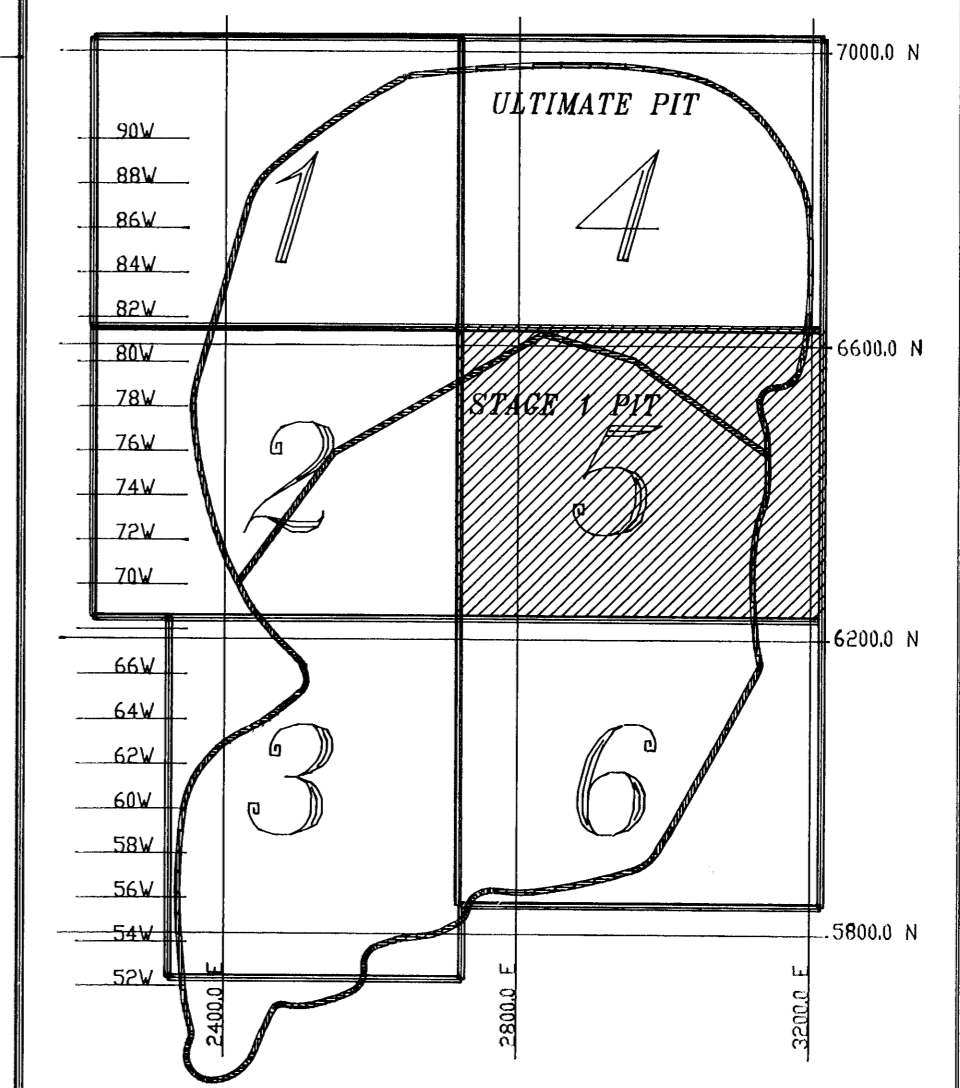 7000.0 N
ULTIMATE PIT
90W
88W
1
4
86W
84W
82W
80W
6600.0 N
78W
STAGE 1 PIT
76W
2
5
74W
72W
70W
6200.0 N
66W
64W
62W
3
6
60W
58W
56W
54W
5800.0 N
52W
2400.0 E
2800.0 E
3200.0 E